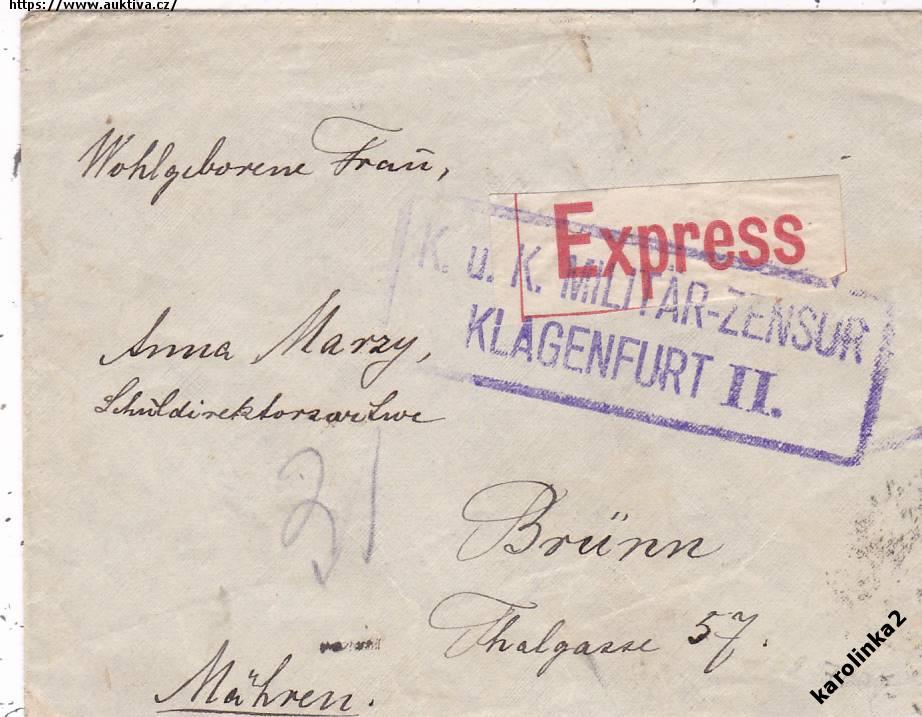 https://www.auktiva.cz/
Wohlgeborene Frau,
Express
K. u. K. MILITÄR-ZENSUR
KLAGENFURT II.
Anna Marzy,
Schuldirektorswitwe
31
Brünn
Thalgasse 57.
Mähren.
karolinka2